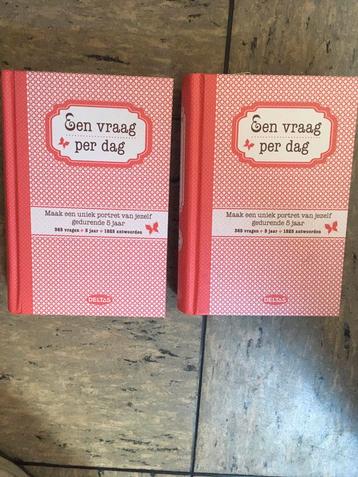 Een vraag
per dag
Maak een uniek portret van jezelf
gedurende 5 jaar
365 vragen + 5 jaar + 1825 antwoorden
DELTAS
Een vraag
per dag
Maak een uniek portret van jezelf
gedurende 5 jaar
365 vragen + 5 jaar + 1825 antwoorden
DELTAS